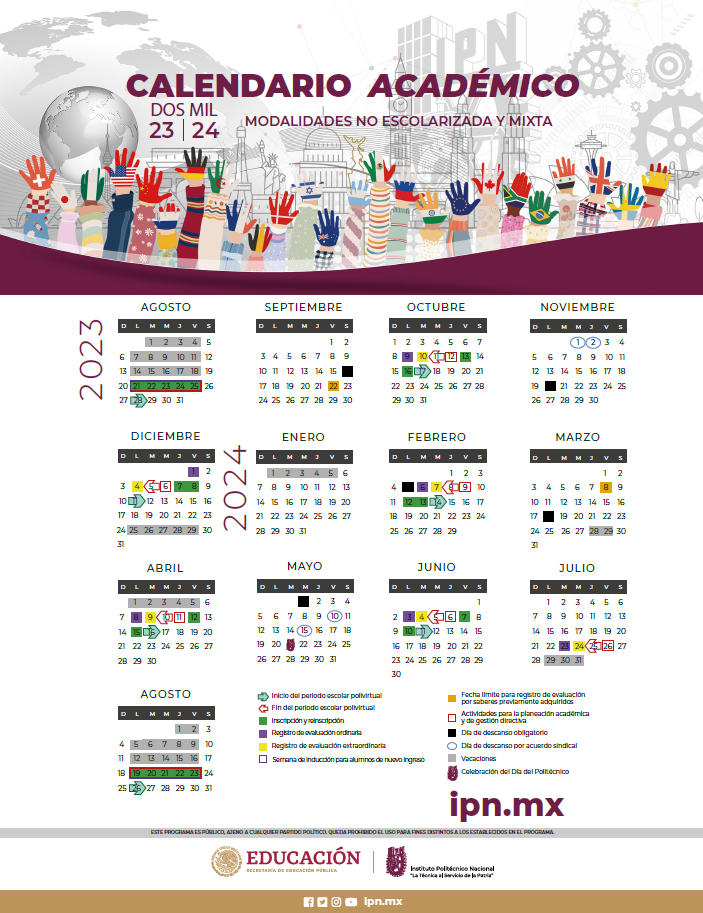 IPN
CALENDARIO ACADÉMICO
DOS MIL
23 | 24
MODALIDADES NO ESCOLARIZADA Y MIXTA
2023
AGOSTO
D L M M J V S
1 2 3 4 5
6 7 8 9 10 11 12
13 14 15 16 17 18 19
20 21 22 23 24 25 26
27 28 29 30 31
SEPTIEMBRE
D L M M J V S
1 2
3 4 5 6 7 8 9
10 11 12 13 14 15
17 18 19 20 21 22 23
24 25 26 27 28 29 30
OCTUBRE
D L M M J V S
1 2 3 4 5 6 7
8 9 10 11 12 13 14
15 16 17 18 19 20 21
22 23 24 25 26 27 28
29 30 31
NOVIEMBRE
D L M M J V S
1 2 3 4
5 6 7 8 9 10 11
12 13 14 15 16 17 18
19 21 22 23 24 25
26 27 28 29 30
DICIEMBRE
D L M M J V S
1 2
3 4 5 6 7 8 9
10 11 12 13 14 15 16
17 18 19 20 21 22 23
24 25 26 27 28 29 30
31
2024
ENERO
D L M M J V S
1 2 3 4 5 6
7 8 9 10 11 12 13
14 15 16 17 18 19 20
21 22 23 24 25 26 27
28 29 30 31
FEBRERO
D L M M J V S
1 2 3
4 6 7 8 9 10
11 12 13 14 15 16 17
18 19 20 21 22 23 24
25 26 27 28 29
MARZO
D L M M J V S
1 2
3 4 5 6 7 8 9
10 11 12 13 14 15 16
17 19 20 21 22 23
24 25 26 27 28 29 30
31
ABRIL
D L M M J V S
1 2 3 4 5 6
7 8 9 10 11 12 13
14 15 16 17 18 19 20
21 22 23 24 25 26 27
28 29 30
MAYO
D L M M J V S
2 3 4
5 6 7 8 9 10 11
12 13 14 15 16 17 18
19 20 22 23 24 25
26 27 28 29 30 31
JUNIO
D L M M J V S
1
2 3 4 5 6 7 8
9 10 11 12 13 14 15
16 17 18 19 20 21 22
23 24 25 26 27 28 29
30
JULIO
D L M M J V S
1 2 3 4 5 6
7 8 9 10 11 12 13
14 15 16 17 18 19 20
21 22 23 24 25 26 27
28 29 30 31
AGOSTO
D L M M J V S
1 2 3
4 5 6 7 8 9 10
11 12 13 14 15 16 17
18 19 20 21 22 23 24
25 26 27 28 29 30 31
Inicio del periodo escolar polivirtual
Fin del periodo escolar polivirtual
Inscripción y reinscripción
Registro de evaluación ordinaria
Registro de evaluación extraordinaria
Semana de inducción para alumnos de nuevo ingreso
Fecha límite para registro de evaluación
por saberes previamente adquiridos
Actividades para la planeación académica
y de gestión directiva
Día de descanso obligatorio
Día de descanso por acuerdo sindical
Vacaciones
Celebración del Día del Politécnico
ipn.mx
ESTE PROGRAMA ES PÚBLICO, AJENO A CUALQUIER PARTIDO POLÍTICO. QUEDA PROHIBIDO EL USO PARA FINES DISTINTOS A LOS ESTABLECIDOS EN EL PROGRAMA.
EDUCACIÓN
SECRETARÍA DE EDUCACIÓN PÚBLICA
Instituto Politécnico Nacional
"La Técnica al Servicio de la Patria"
ipn.mx